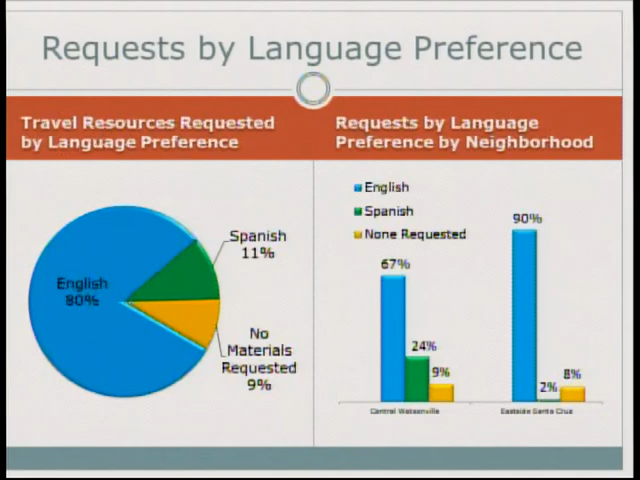 Requests by Language Preference
Travel Resources Requested
by Language Preference
Requests by Language
Preference by Neighborhood
English
80%
Spanish
11%
No
Materials
Requested
9%
English
Spanish
None Requested
67%
24%
9%
90%
2%
8%
Central Watsonville
Eastside Santa Cruz